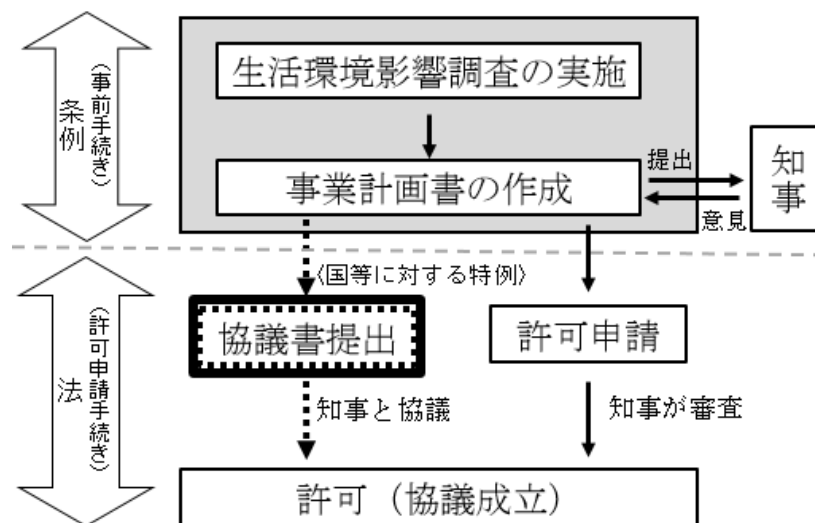 条例
(事前手続き)
生活環境影響調査の実施
事業計画書の作成
提出
意見
知事
法
(許可申請手続き)
〈国等に対する特例〉
協議書提出
許可申請
知事と協議
知事が審査
許可（協議成立）